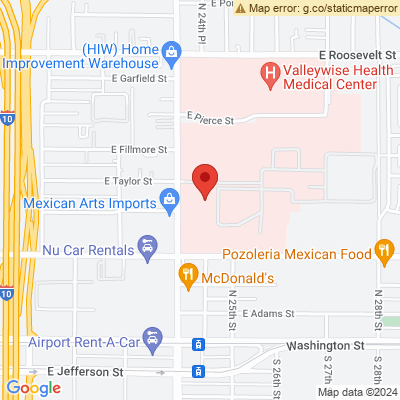 Map error: g.co/staticmaperror
N 24th Pl
E Roosevelt St
(HIW) Home
Improvement Warehouse
E Garfield St
Valleywise Health
Medical Center
H
E Pierce St
10
E Fillmore St
E Taylor St
Mexican Arts Imports
Nu Car Rentals
Pozoleria Mexican Food
McDonald's
10
N 25th St
N 28th St
E Adams St
Airport Rent-A-Car
Washington St
E Jefferson St
S 26th St
S 27th St
S 28th
Google
Map data ©2024